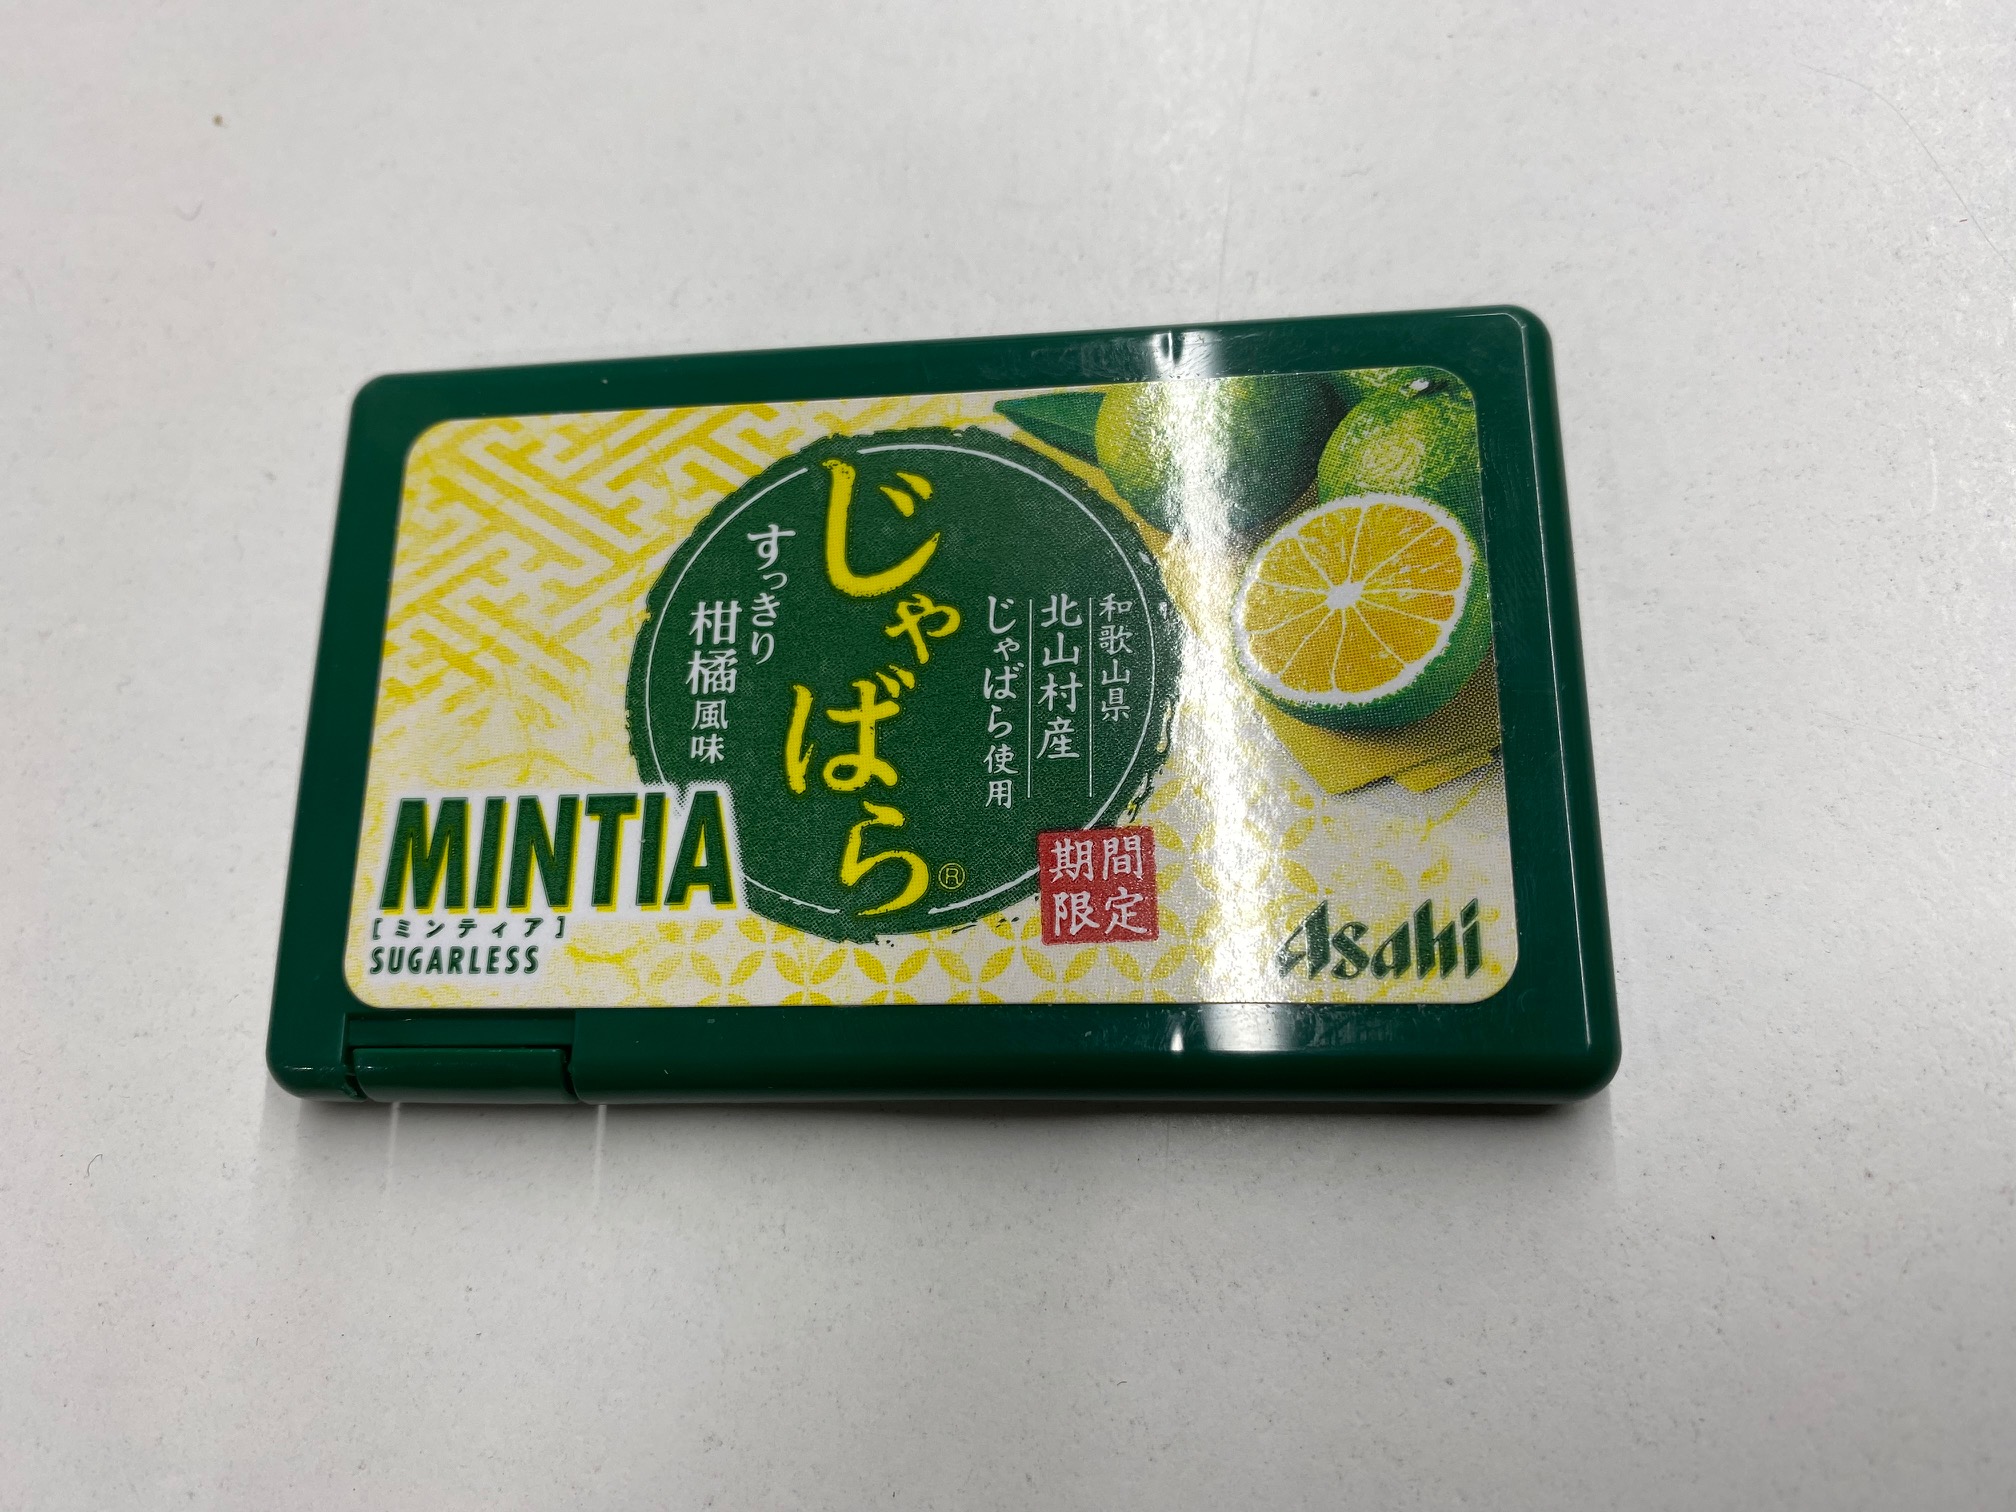 和歌山県
北山村産
じゃばら使用
じゃばら®
すっきり
柑橘風味
期間
限定
MINTIA
[ミンティア]
SUGARLESS
Asahi